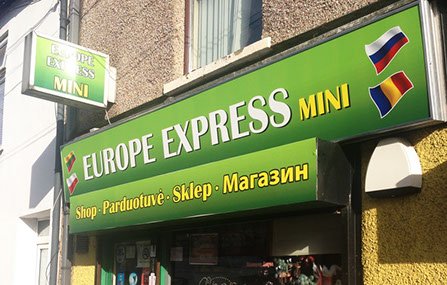 EUROPE
EXPRESS
MINI
EUROPE EXPRESS MINI
Shop · Parduotuvė · Sklep · Магазин